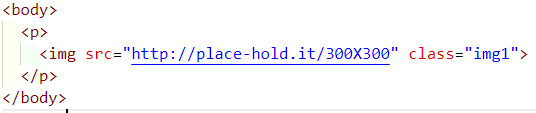 <body>
<p>
<img src="http://place-hold.it/300X300" class="img1">
</p>
</body>